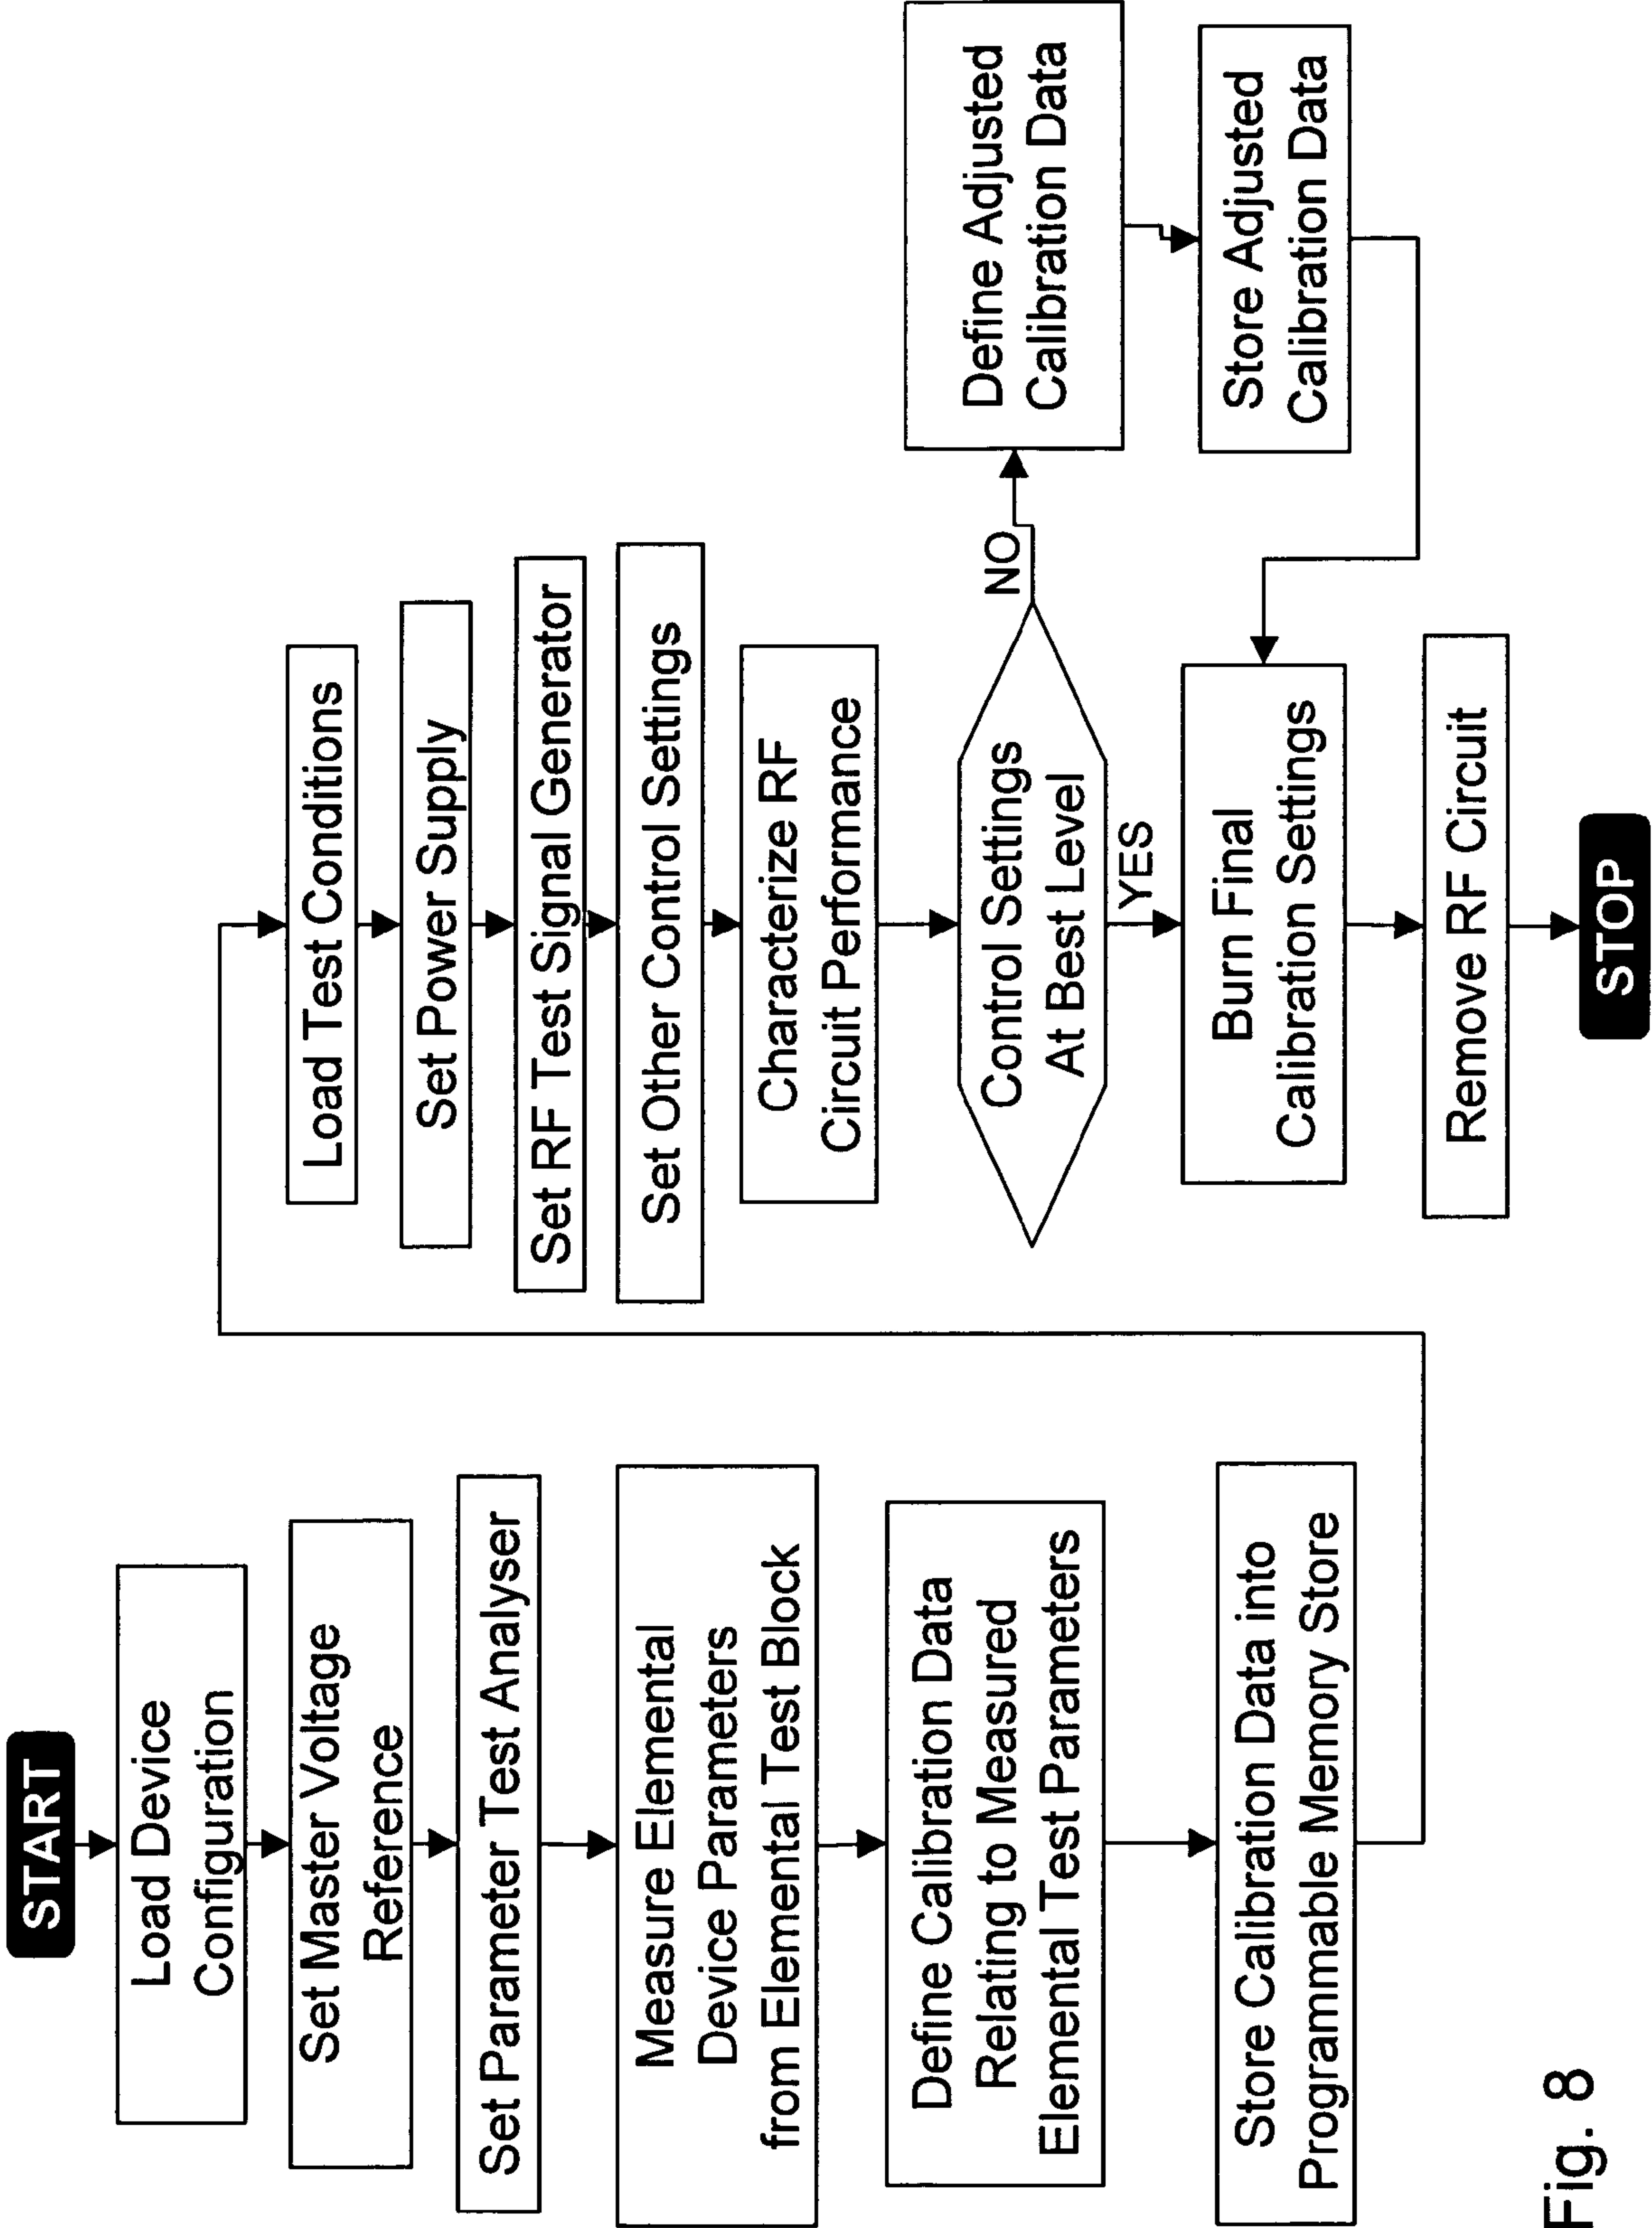 START
Load Device
Configuration
Set Master Voltage
Reference
Set Parameter Test Analyser
Measure Elemental
Device Parameters
from Elemental Test Block
Define Calibration Data
Relating to Measured
Elemental Test Parameters
Store Calibration Data into
Programmable Memory Store
Load Test Conditions
Set Power Supply
Set RF Test Signal Generator
Set Other Control Settings
Characterize RF
Circuit Performance
Control Settings
At Best Level
NO
YES
Define Adjusted
Calibration Data
Store Adjusted
Calibration Data
Burn Final
Calibration Settings
Remove RF Circuit
STOP
Fig. 8